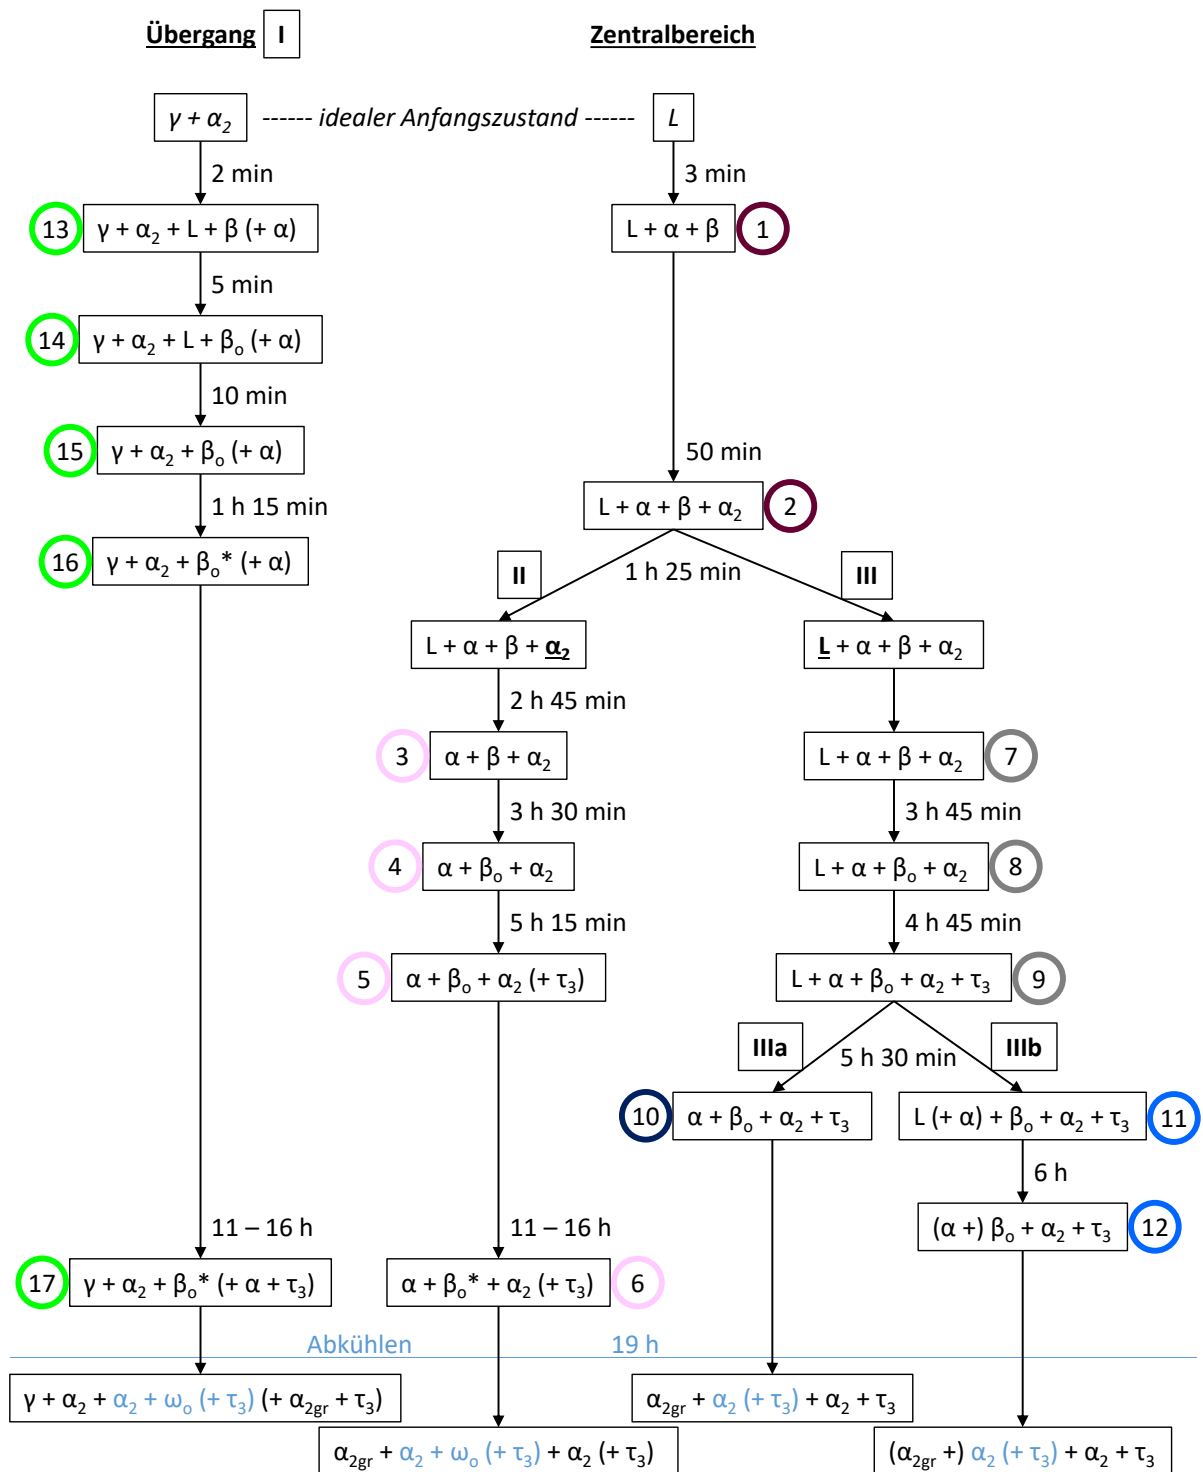 Übergang I
Zentralbereich
γ + α₂ ------ idealer Anfangszustand ------ L
2 min
3 min
13 γ + α₂ + L + β (+ α)
L + α + β 1
5 min
14 γ + α₂ + L + βₒ (+ α)
10 min
15 γ + α₂ + βₒ (+ α)
50 min
1 h 15 min
L + α + β + α₂ 2
16 γ + α₂ + βₒ* (+ α)
II 1 h 25 min III
L + α + β + α₂
L + α + β + α₂
2 h 45 min
3 α + β + α₂
L + α + β + α₂ 7
3 h 30 min
3 h 45 min
4 α + βₒ + α₂
L + α + βₒ + α₂ 8
5 h 15 min
4 h 45 min
5 α + βₒ + α₂ (+ τ₃)
L + α + βₒ + α₂ + τ₃ 9
IIIa 5 h 30 min IIIb
10 α + βₒ + α₂ + τ₃
L (+ α) + βₒ + α₂ + τ₃ 11
6 h
(α +) βₒ + α₂ + τ₃ 12
11 – 16 h
11 – 16 h
17 γ + α₂ + βₒ* (+ α + τ₃)
α + βₒ* + α₂ (+ τ₃) 6
Abkühlen 19 h
γ + α₂ + α₂ + ωₒ (+ τ₃) (+ α₂gr + τ₃)
α₂gr + α₂ (+ τ₃) + α₂ + τ₃
α₂gr + α₂ + ωₒ (+ τ₃) + α₂ (+ τ₃)
(α₂gr +) α₂ (+ τ₃) + α₂ + τ₃